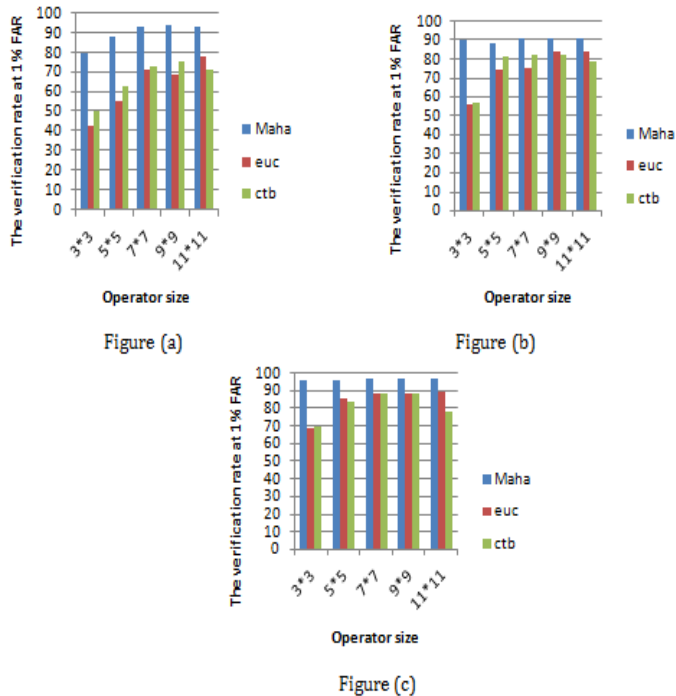 The verification rate at 1% FAR
100
90
80
70
60
50
40
30
20
10
0
3*3
5*5
7*7
9*9
11*11
Operator size
Maha
euc
ctb
Figure (a)
The verification rate at 1% FAR
100
90
80
70
60
50
40
30
20
10
0
3*3
5*5
7*7
9*9
11*11
Operator size
Maha
euc
ctb
Figure (b)
The verification rate at 1% FAR
100
90
80
70
60
50
40
30
20
10
0
3*3
5*5
7*7
9*9
11*11
Operator size
Maha
euc
ctb
Figure (c)